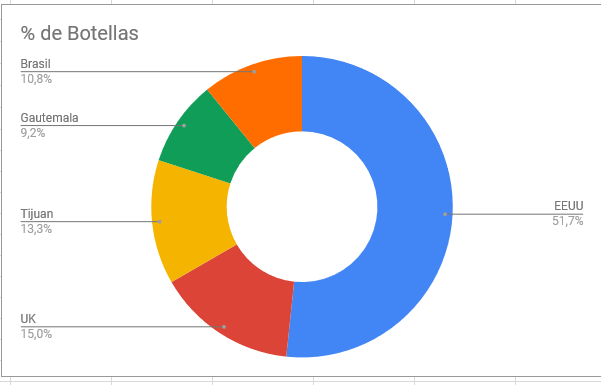 % de Botellas
Brasil
10,8%
Gautemala
9,2%
Tijuan
13,3%
UK
15,0%
EEUU
51,7%